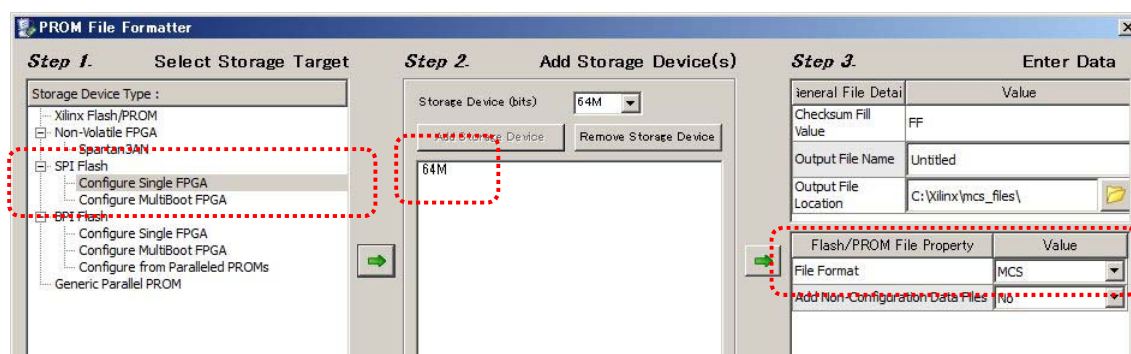 PROM File Formatter
Step 1. Select Storage Target
Storage Device Type :
Xilinx Flash/PROM
Non-Volatile FPGA
Spartan3AN
SPI Flash
Configure Single FPGA
Configure MultiBoot FPGA
BPI Flash
Configure Single FPGA
Configure MultiBoot FPGA
Configure from Paralleled PROMs
Generic Parallel PROM
Step 2. Add Storage Device(s)
Storage Device (bits) 64M
Add Storage Device Remove Storage Device
64M
Step 3. Enter Data
ieneral File Detai Value
Checksum Fill
Value
FF
Output File Name Untitled
Output File
Location
C:\Xilinx\mcs_files\
Flash/PROM File Property Value
File Format MCS
Add Non-Configuration Data Files No